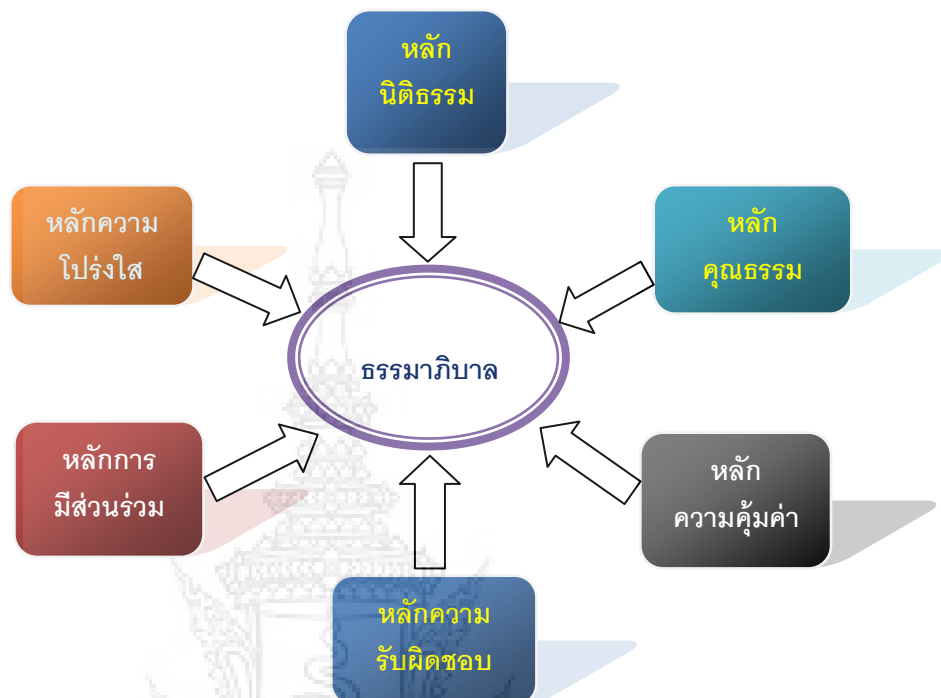 หลัก
นิติธรรม
หลักความ
โปร่งใส
หลัก
คุณธรรม
ธรรมาภิบาล
หลักการ
มีส่วนร่วม
หลัก
ความคุ้มค่า
หลักความ
รับผิดชอบ